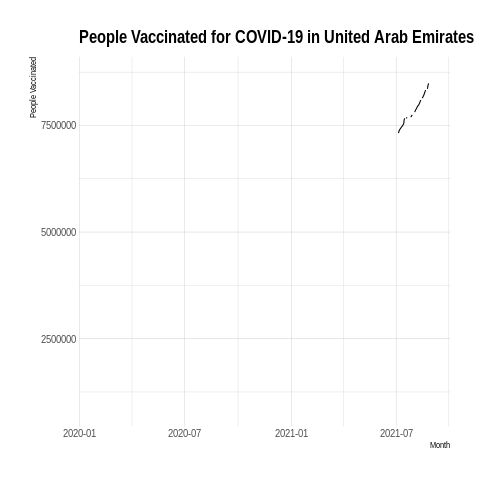 People Vaccinated for COVID-19 in United Arab Emirates
People Vaccinated
7500000
5000000
2500000
2020-01 2020-07 2021-01 2021-07
Month